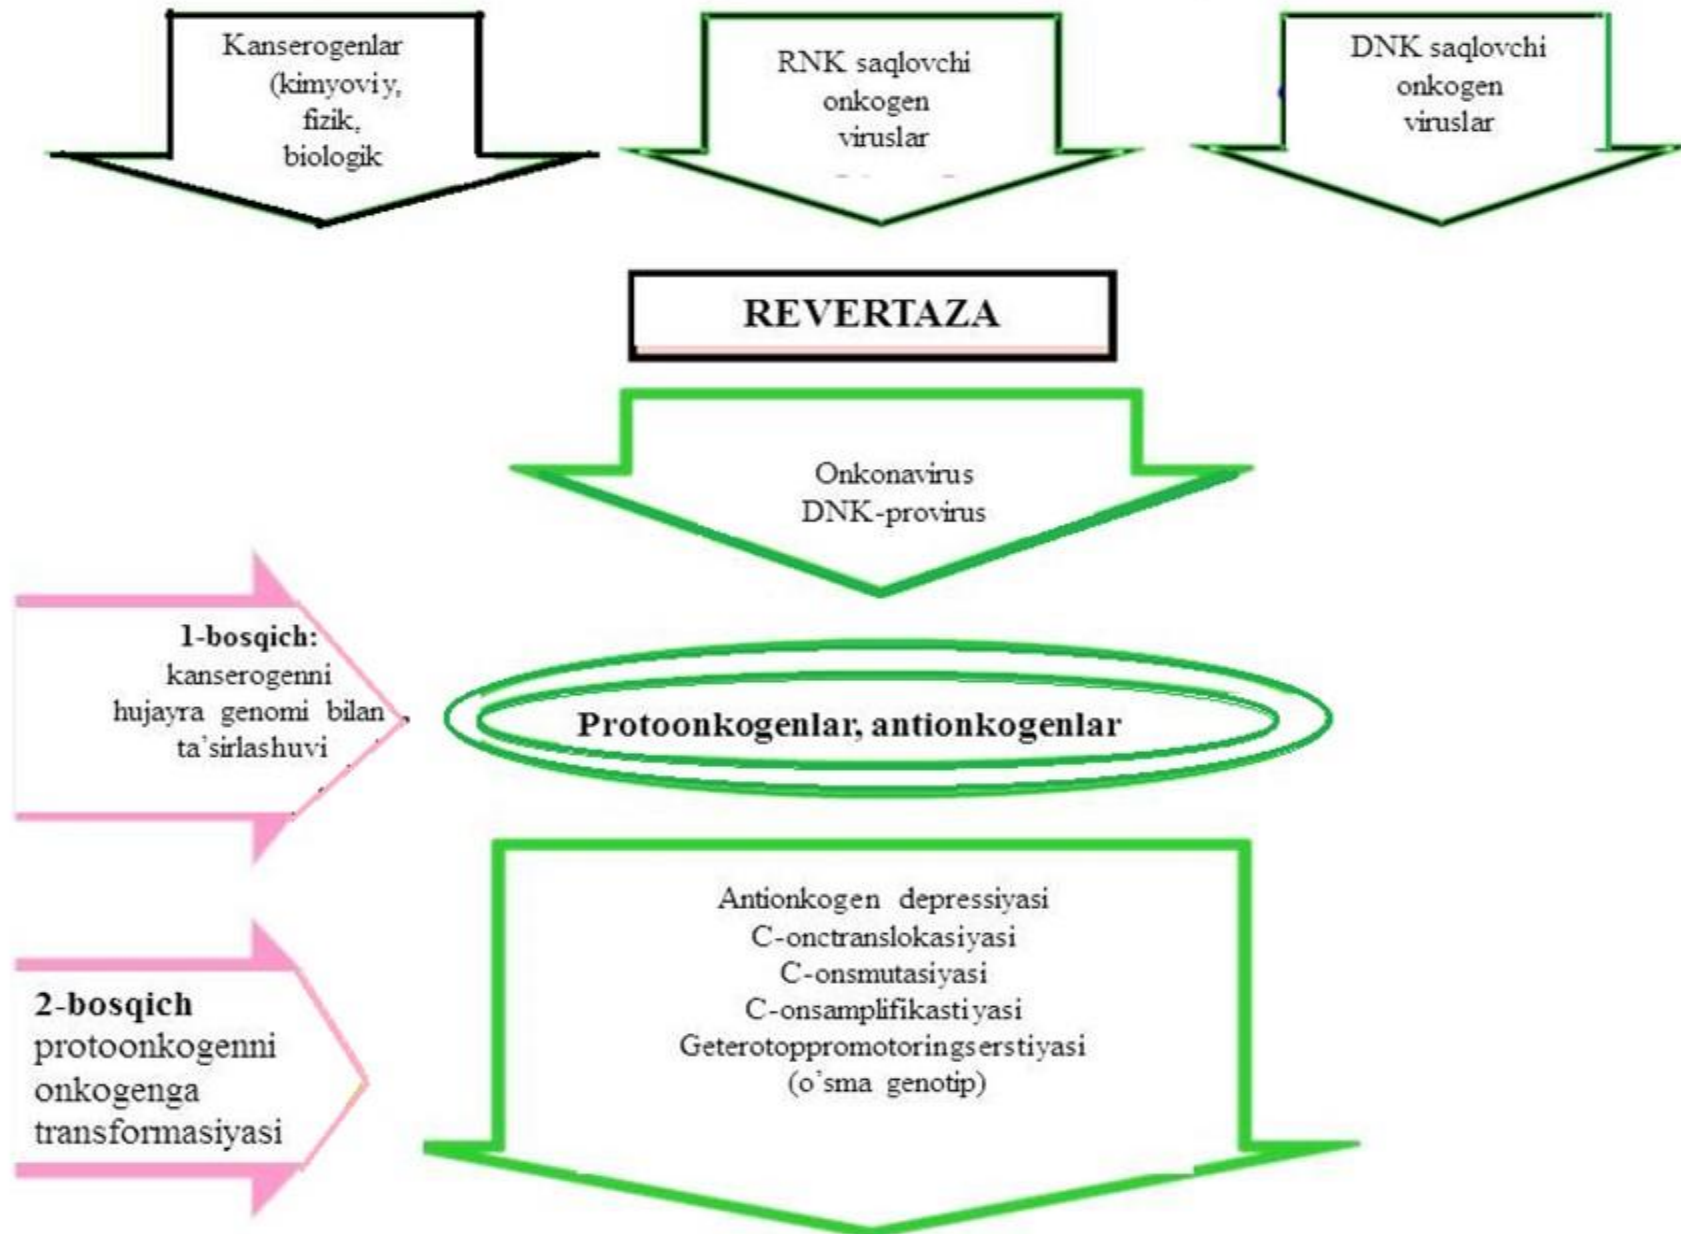 Kanserogenlar
(kimyoviy,
fizik,
biologik
RNK saqlovchi
onkogen
viruslar
DNK saqlovchi
onkogen
viruslar
REVERTAZA
Onkonavirus
DNK-provirus
1-bosqich:
kanserogenni
hujayra genomi bilan
ta’sirlashuvi
Protoonkogenlar, antionkogenlar
Antionkogen depressiyasi
C-onctranslokasiyasi
C-onsmutasiyasi
C-onsamplifikastiyasi
Geterotoppromotoringserstiyasi
(o’sma genotip)
2-bosqich
protoonkogenni
onkogenga
transformasiyasi